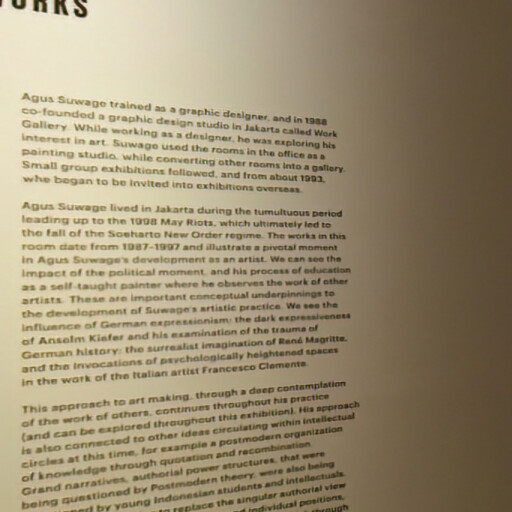 ORKS
Agus Suwage trained as a graphic designer, and in 1988
co-founded a graphic design studio in Jakarta called Work
Gallery. While working as a designer, he was exploring his
interest in art. Suwage used the rooms in the office as a
painting studio, while converting other rooms into a gallery.
Small group exhibitions followed, and from about 1993,
who began to be invited into exhibitions overseas.
Agus Suwage lived in Jakarta during the tumultuous period
leading up to the 1998 May Riots, which ultimately led to
the fall of the Soeharto New Order regime. The works in this
room date from 1987-1997 and illustrate a pivotal moment
in Agus Suwage's development as an artist. We can see the
impact of the political moment, and his process of education
as a self-taught painter where he observes the work of other
artists. These are important conceptual underpinnings to
the development of Suwage's artistic practice. We see the
influence of German expressionism; the dark expressiveness
of Anselm Kiefer and his examination of the trauma of
German history; the surrealist imagination of René Magritte,
and the invocations of psychologically heightened spaces
in the work of the Italian artist Francesco Clemente.
This approach to art making, through a deep contemplation
of the work of others, continues throughout his practice
(and can be explored throughout this exhibition). His approach
is also connected to other ideas circulating within intellectual
circles at this time, for example a postmodern organization
of knowledge through quotation and recombination.
Grand narratives, authorial power structures, that were
being questioned by Postmodern theory, were also being
by young Indonesian students and intellectuals.
to replace the singular authorial view
individual positions,
through